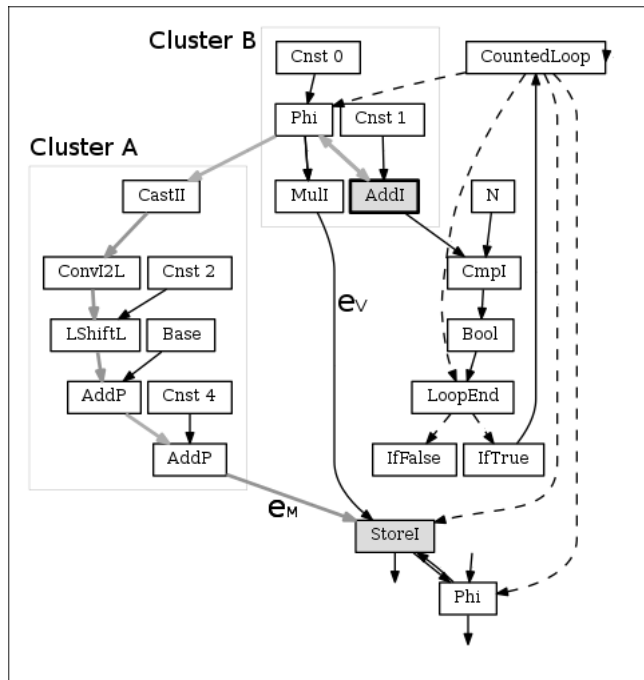 Cluster B
Cnst 0
CountedLoop
Phi
Cnst 1
Cluster A
CastII
MulI
AddI
N
ConvI2L
Cnst 2
CmpI
eV
LShiftL
Base
Bool
AddP
Cnst 4
LoopEnd
AddP
IfFalse
IfTrue
eM
StoreI
Phi